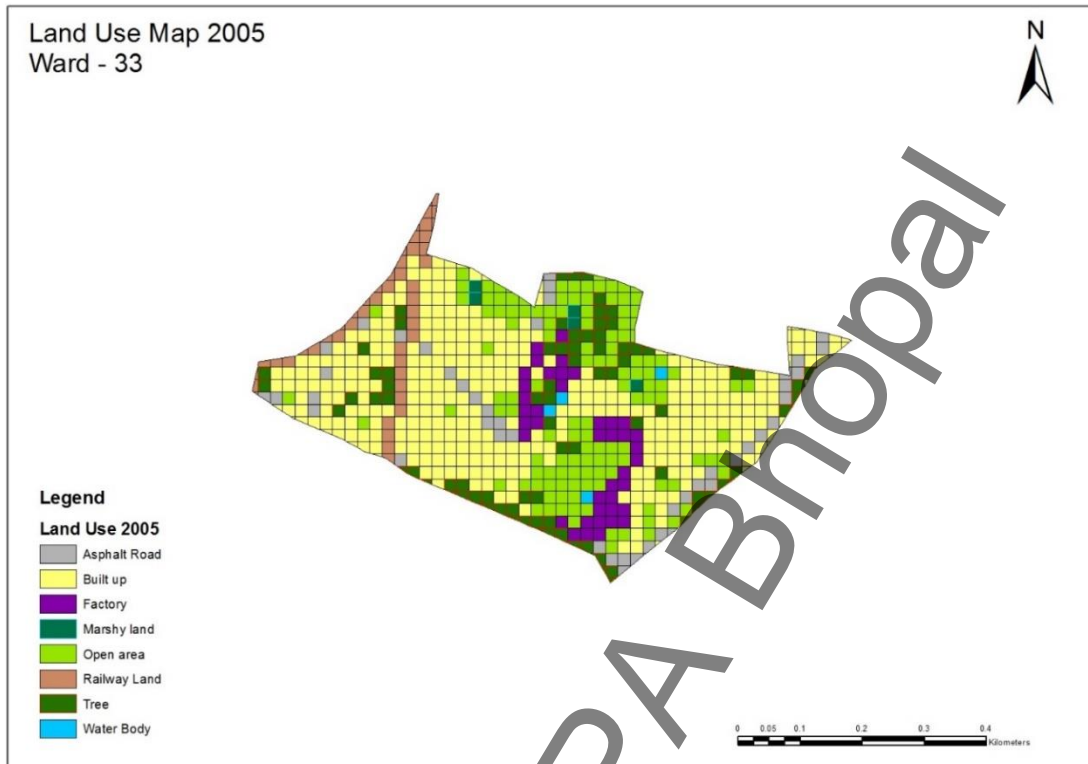 Land Use Map 2005
Ward - 33
N
Legend
Land Use 2005
Asphalt Road
Built up
Factory
Marshy land
Open area
Railway Land
Tree
Water Body
0 0.05 0.1 0.2 0.3 0.4
Kilometers
PA Bhopal